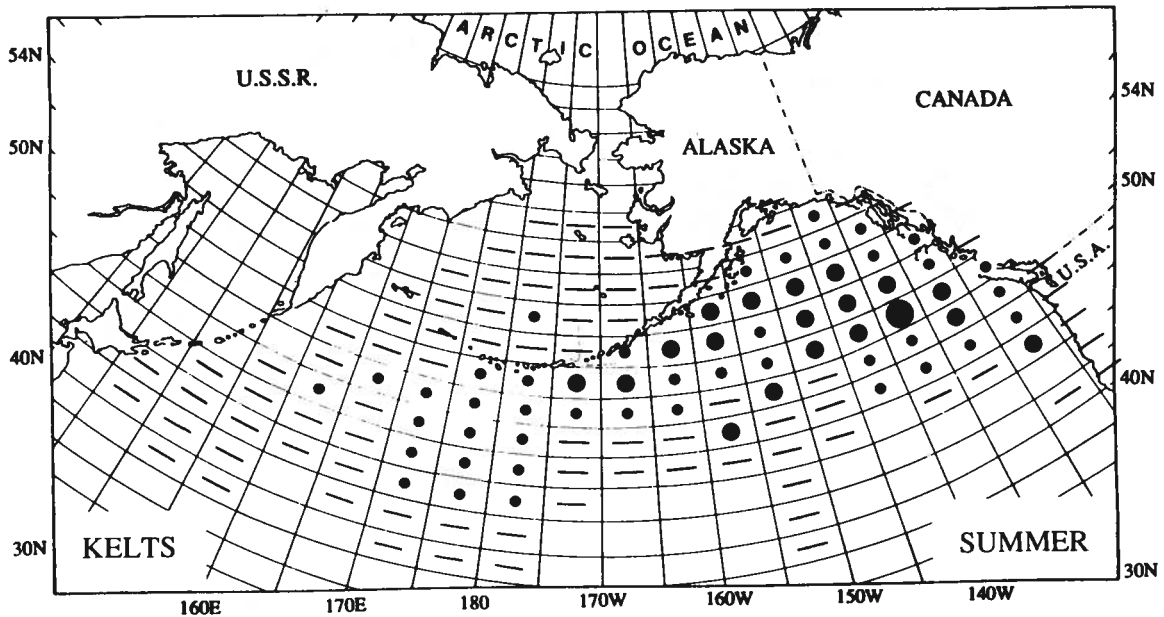 ARCTIC OCEAN
54N
U.S.S.R.
54N
CANADA
50N
ALASKA
50N
U.S.A.
40N
40N
KELTS
SUMMER
30N
30N
160E 170E 180 170W 160W 150W 140W